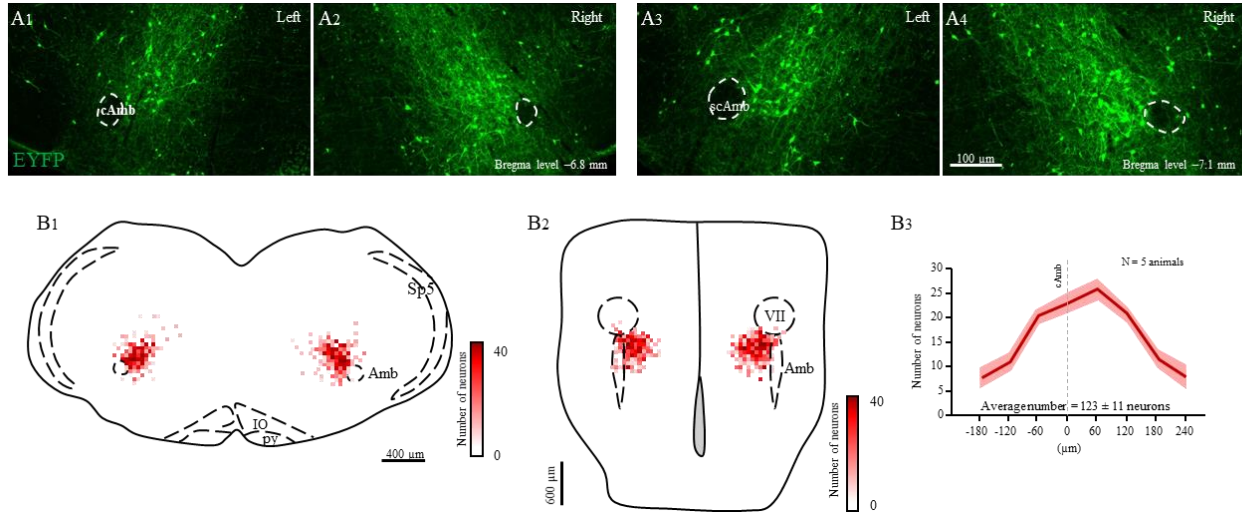 A1
Left
cAmb
EYFP
A2
Right
Bregma level –6.8 mm
A3
Left
scAmb
A4
Right
100 µm
Bregma level –7.1 mm
B1
Sp5
Amb
IO
py
400 µm
Number of neurons
40
0
B2
VII
Amb
600 µm
Number of neurons
40
0
B3
cAmb
N = 5 animals
Number of neurons
30
25
20
15
10
5
0
Average number = 123 ± 11 neurons
-180 -120 -60 0 60 120 180 240
(µm)